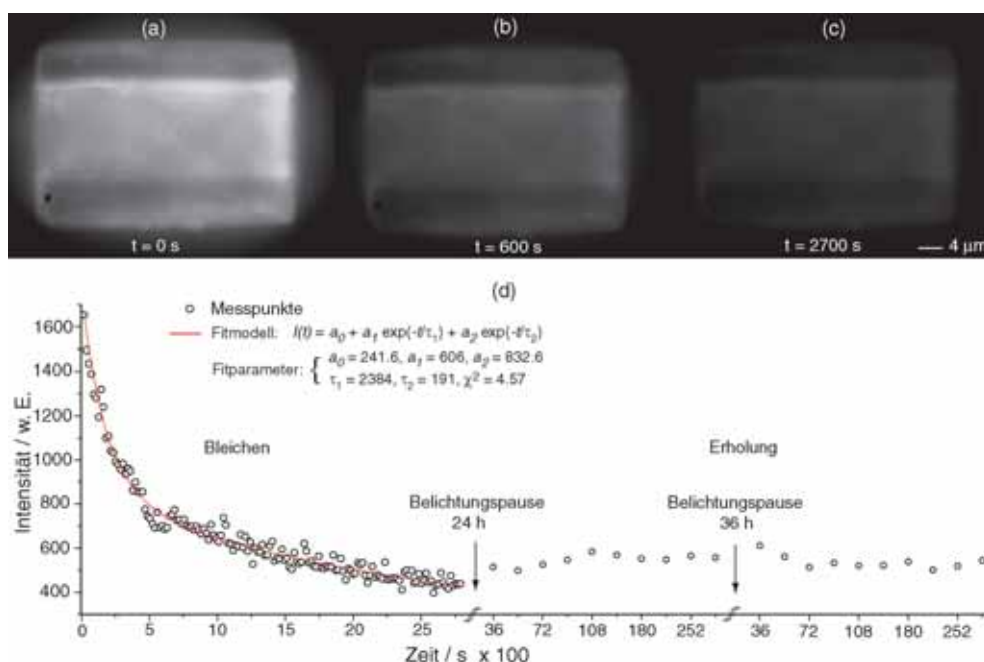 (a) (b) (c)
t = 0 s t = 600 s t = 2700 s 4 µm
(d)
Messpunkte
Fitmodell: I(t) = a₀ + a₁ exp(-t/τ₁) + a₂ exp(-t/τ₂)
Fitparameter: { a₀ = 241.6, a₁ = 606, a₂ = 832.6
τ₁ = 2384, τ₂ = 191, χ² = 4.57
Intensität / w. E.
1600
1400
1200
1000
800
600
400
Bleichen
Erholung
Belichtungspause
24 h
Belichtungspause
36 h
0 5 10 15 20 25 36 72 108 180 252 36 72 108 180 252
Zeit / s x 100